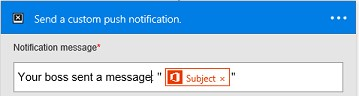 Send a custom push notification.
Notification message*
Your boss sent a message: " Subject × "